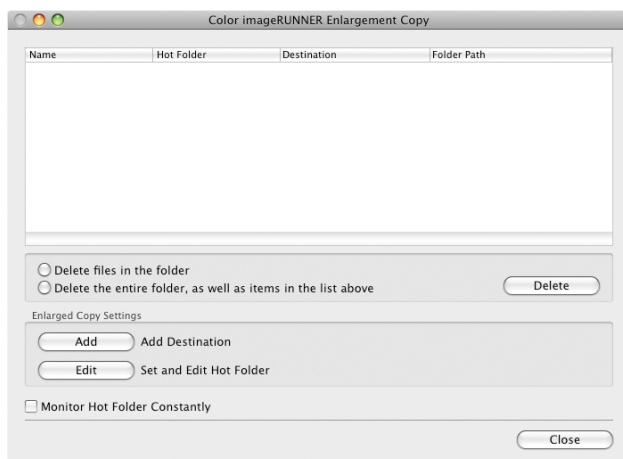 Color imageRUNNER Enlargement Copy
Name Hot Folder Destination Folder Path
Delete files in the folder
Delete the entire folder, as well as items in the list above
Delete
Enlarged Copy Settings
Add Add Destination
Edit Set and Edit Hot Folder
Monitor Hot Folder Constantly
Close